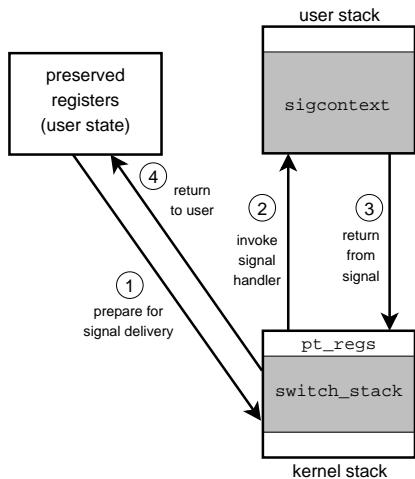 user stack
preserved
registers
(user state)
sigcontext
4
return
to user
2
invoke
signal
handler
3
return
from
signal
1
prepare for
signal delivery
pt_regs
switch_stack
kernel stack